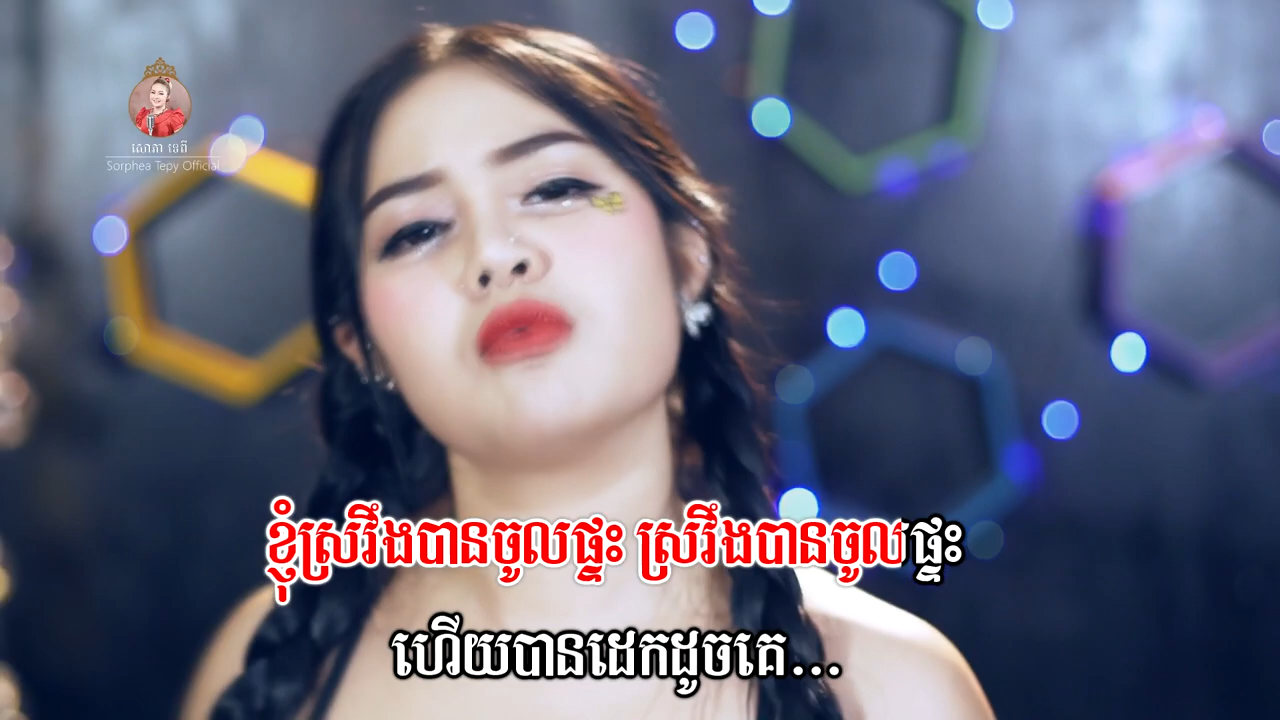 សោភា ទេពី
Sorphea Tepy Official
ខ្ញុំស្រវឹងបានចូលផ្ទះ ស្រវឹងបានចូលផ្ទះ
ហើយបានដេកដូចគេ...